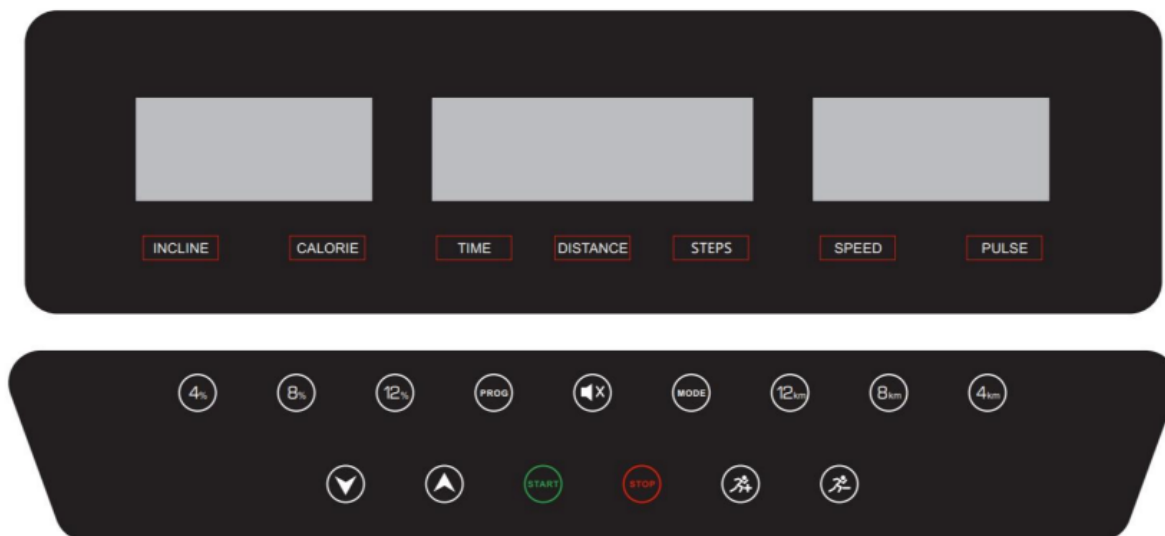 INCLINE CALORIE TIME DISTANCE STEPS SPEED PULSE
4% 8% 12% PROG MODE 12km 8km 4km
START STOP